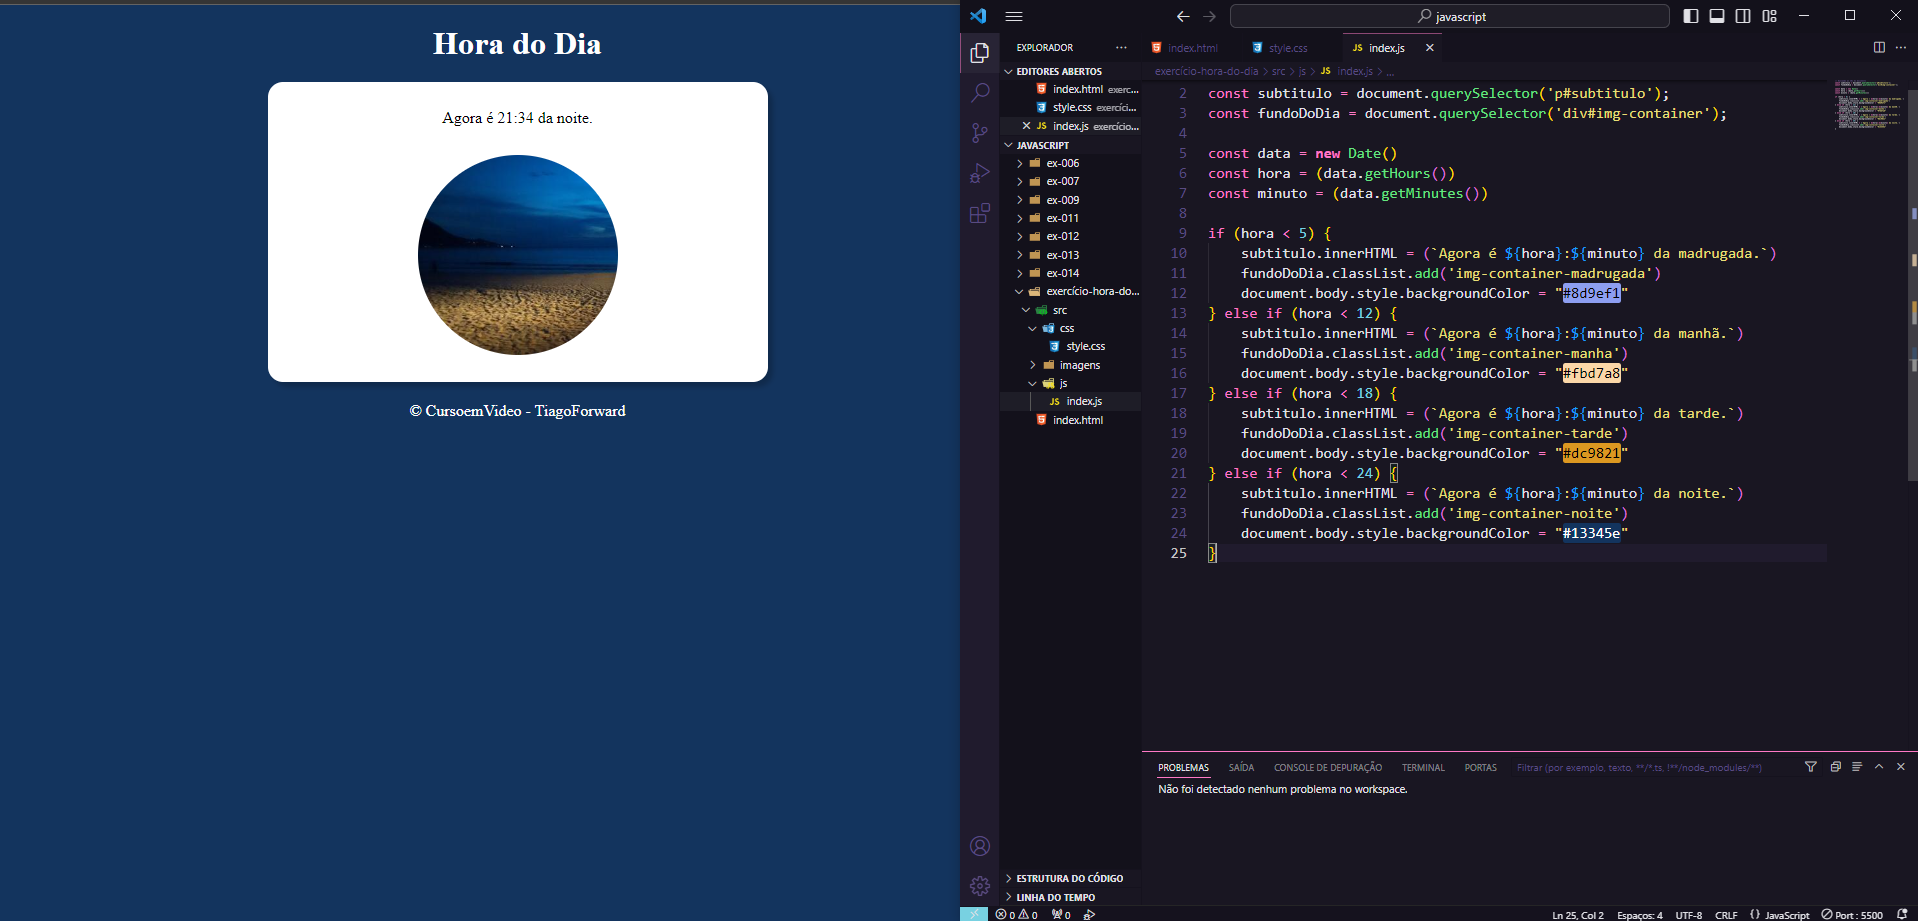 Hora do Dia
Agora é 21:34 da noite.
© CursoemVideo - TiagoForward
javascript
EXPLORADOR
EDITORES ABERTOS
index.html exerc...
style.css exercíci...
JS index.js exercício...
JAVASCRIPT
ex-006
ex-007
ex-009
ex-011
ex-012
ex-013
ex-014
exercício-hora-do...
src
css
style.css
imagens
js
JS index.js
index.html
ESTRUTURA DO CÓDIGO
LINHA DO TEMPO
index.html style.css JS index.js
exercício-hora-do-dia > src > js > JS index.js > ...
2 const subtitulo = document.querySelector('p#subtitulo');
3 const fundoDoDia = document.querySelector('div#img-container');
4
5 const data = new Date()
6 const hora = (data.getHours())
7 const minuto = (data.getMinutes())
8
9 if (hora < 5) {
10 subtitulo.innerHTML = (`Agora é ${hora}:${minuto} da madrugada.`)
11 fundoDoDia.classList.add('img-container-madrugada')
12 document.body.style.backgroundColor = "#8d9ef1"
13 } else if (hora < 12) {
14 subtitulo.innerHTML = (`Agora é ${hora}:${minuto} da manhã.`)
15 fundoDoDia.classList.add('img-container-manha')
16 document.body.style.backgroundColor = "#fbd7a8"
17 } else if (hora < 18) {
18 subtitulo.innerHTML = (`Agora é ${hora}:${minuto} da tarde.`)
19 fundoDoDia.classList.add('img-container-tarde')
20 document.body.style.backgroundColor = "#dc9821"
21 } else if (hora < 24) {
22 subtitulo.innerHTML = (`Agora é ${hora}:${minuto} da noite.`)
23 fundoDoDia.classList.add('img-container-noite')
24 document.body.style.backgroundColor = "#13345e"
25 }
PROBLEMAS SAÍDA CONSOLE DE DEPURAÇÃO TERMINAL PORTAS Filtrar (por exemplo, texto, **/*.ts, !**/node_modules/**)
Não foi detectado nenhum problema no workspace.
0 0 0 Ln 25, Col 2 Espaços: 4 UTF-8 CRLF {} JavaScript Port : 5500